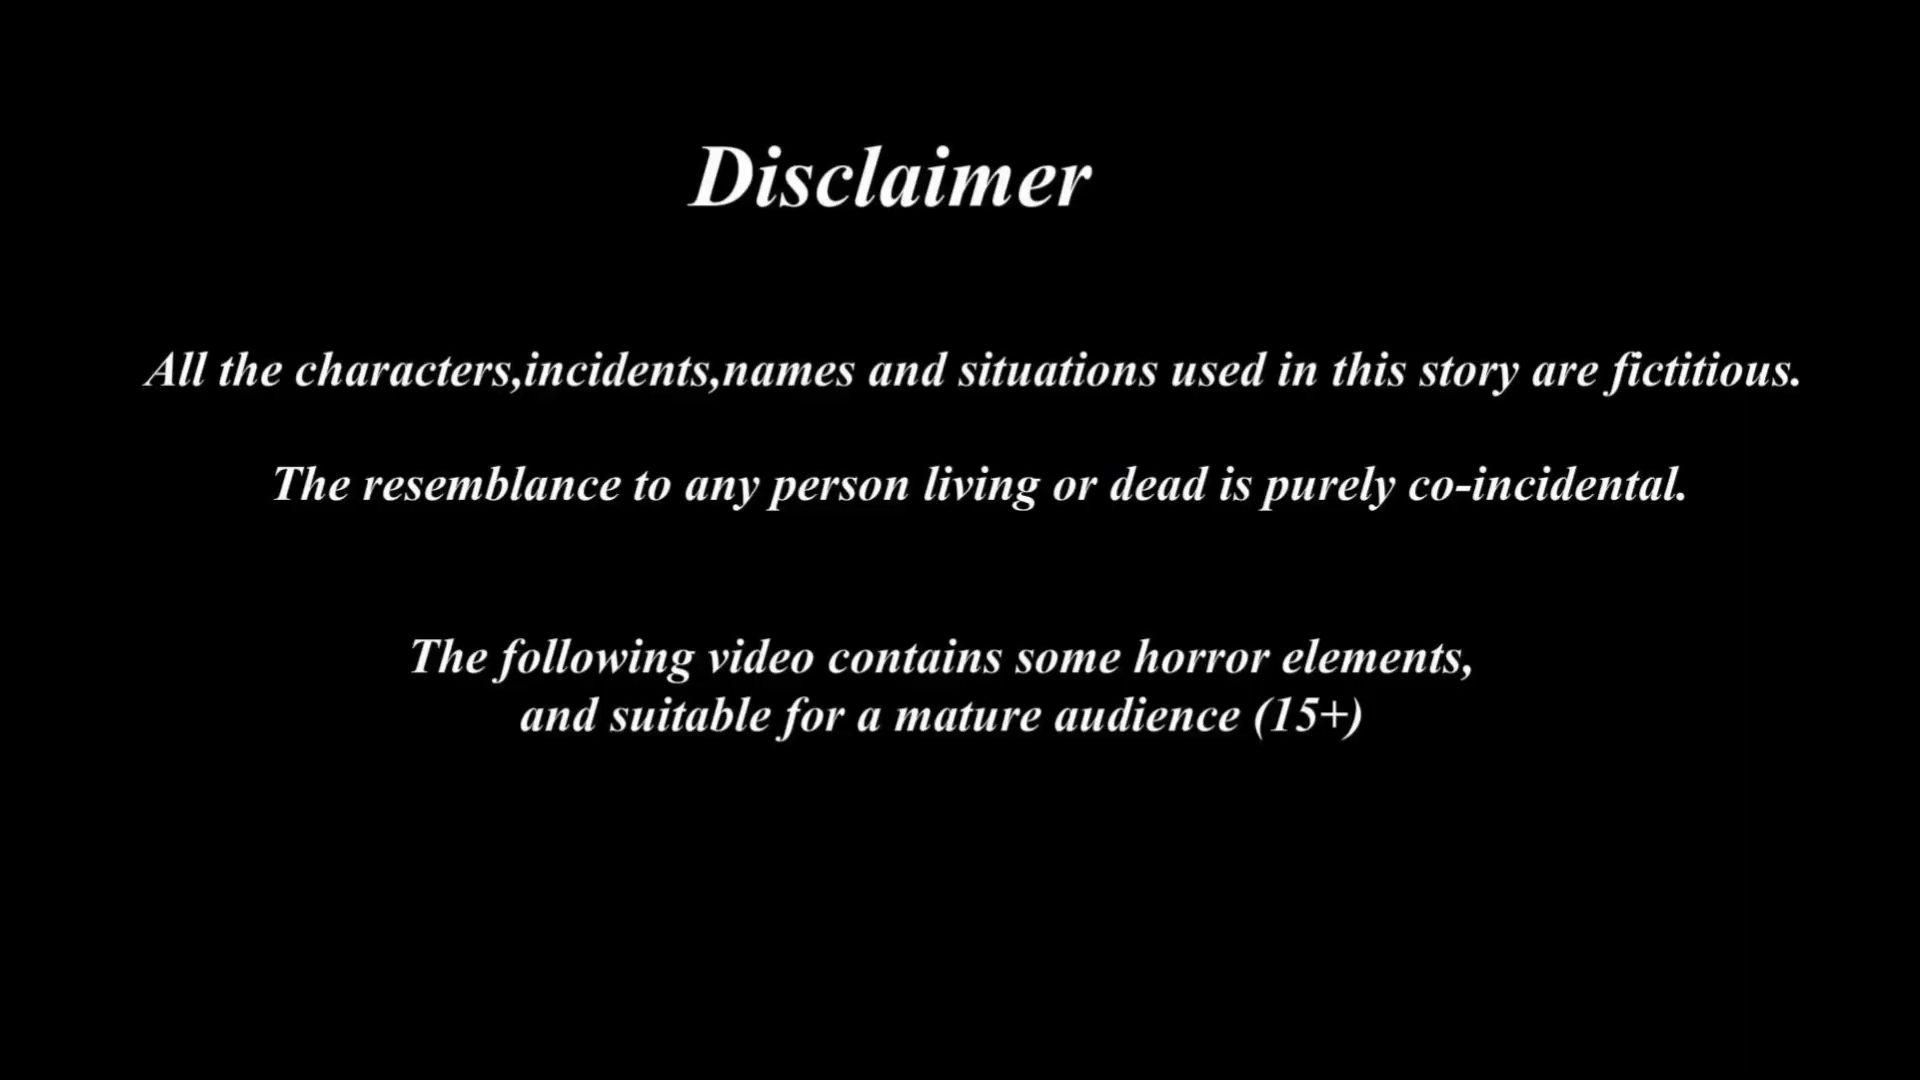 Disclaimer
All the characters,incidents,names and situations used in this story are fictitious.
The resemblance to any person living or dead is purely co-incidental.
The following video contains some horror elements,
and suitable for a mature audience (15+)